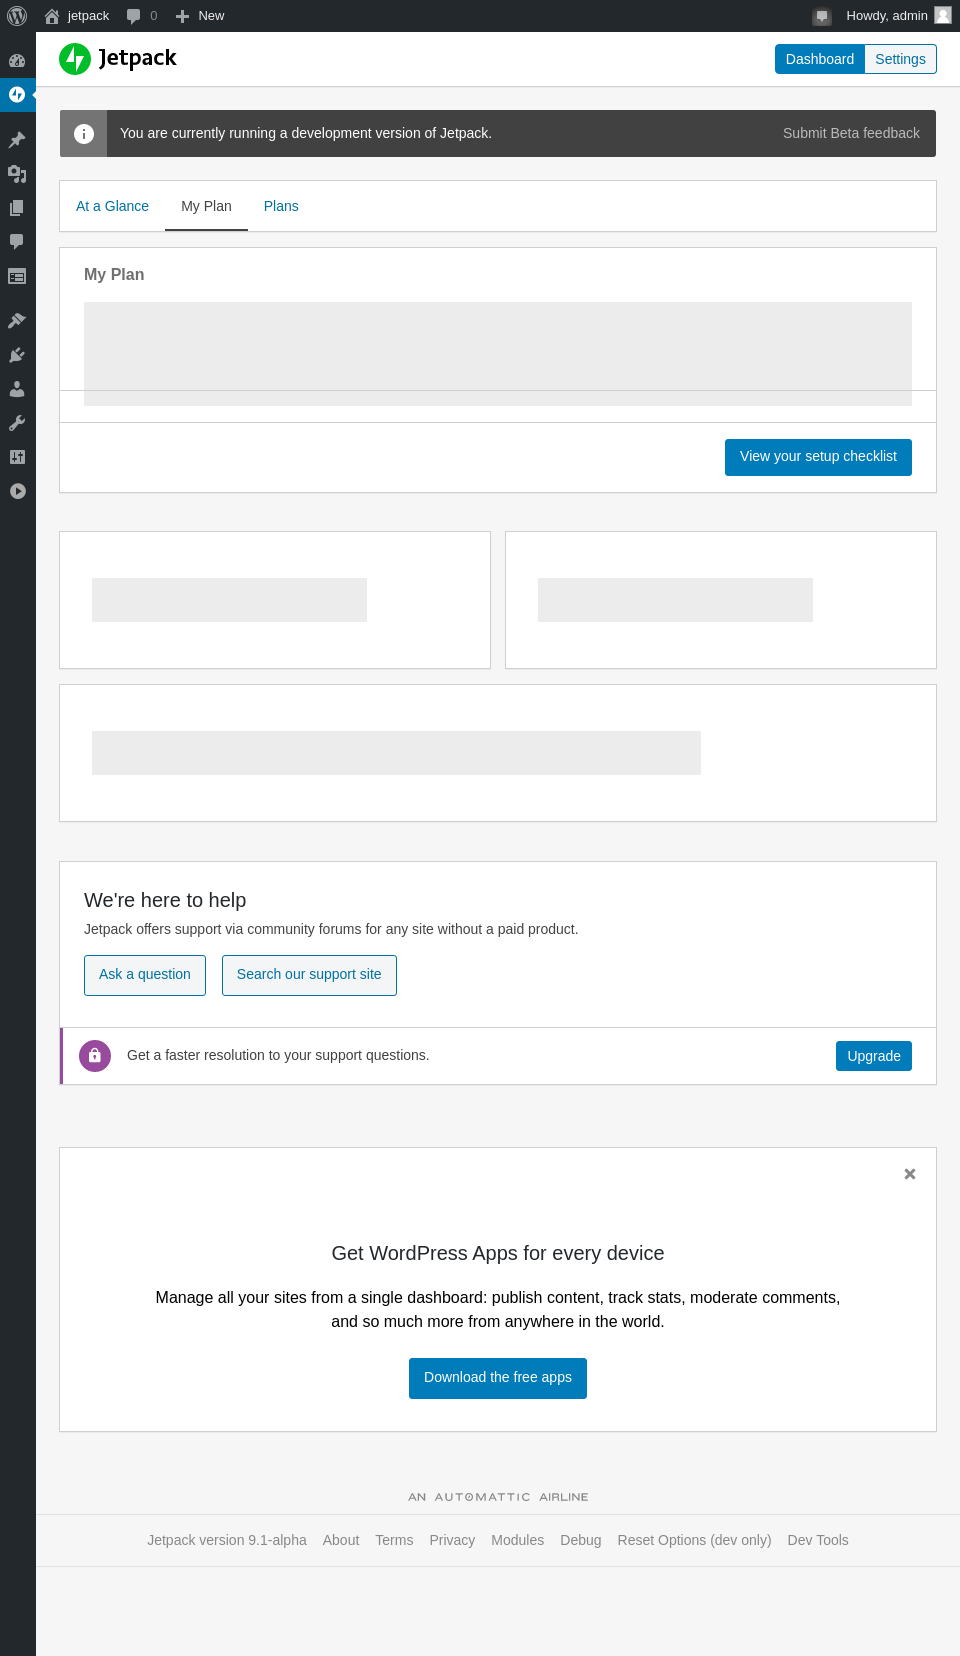 jetpack 0 New Howdy, admin
Jetpack Dashboard Settings
You are currently running a development version of Jetpack. Submit Beta feedback
At a Glance My Plan Plans
My Plan
View your setup checklist
We're here to help
Jetpack offers support via community forums for any site without a paid product.
Ask a question Search our support site
Get a faster resolution to your support questions. Upgrade
Get WordPress Apps for every device
Manage all your sites from a single dashboard: publish content, track stats, moderate comments,
and so much more from anywhere in the world.
Download the free apps
AN AUTOMATTIC AIRLINE
Jetpack version 9.1-alpha About Terms Privacy Modules Debug Reset Options (dev only) Dev Tools